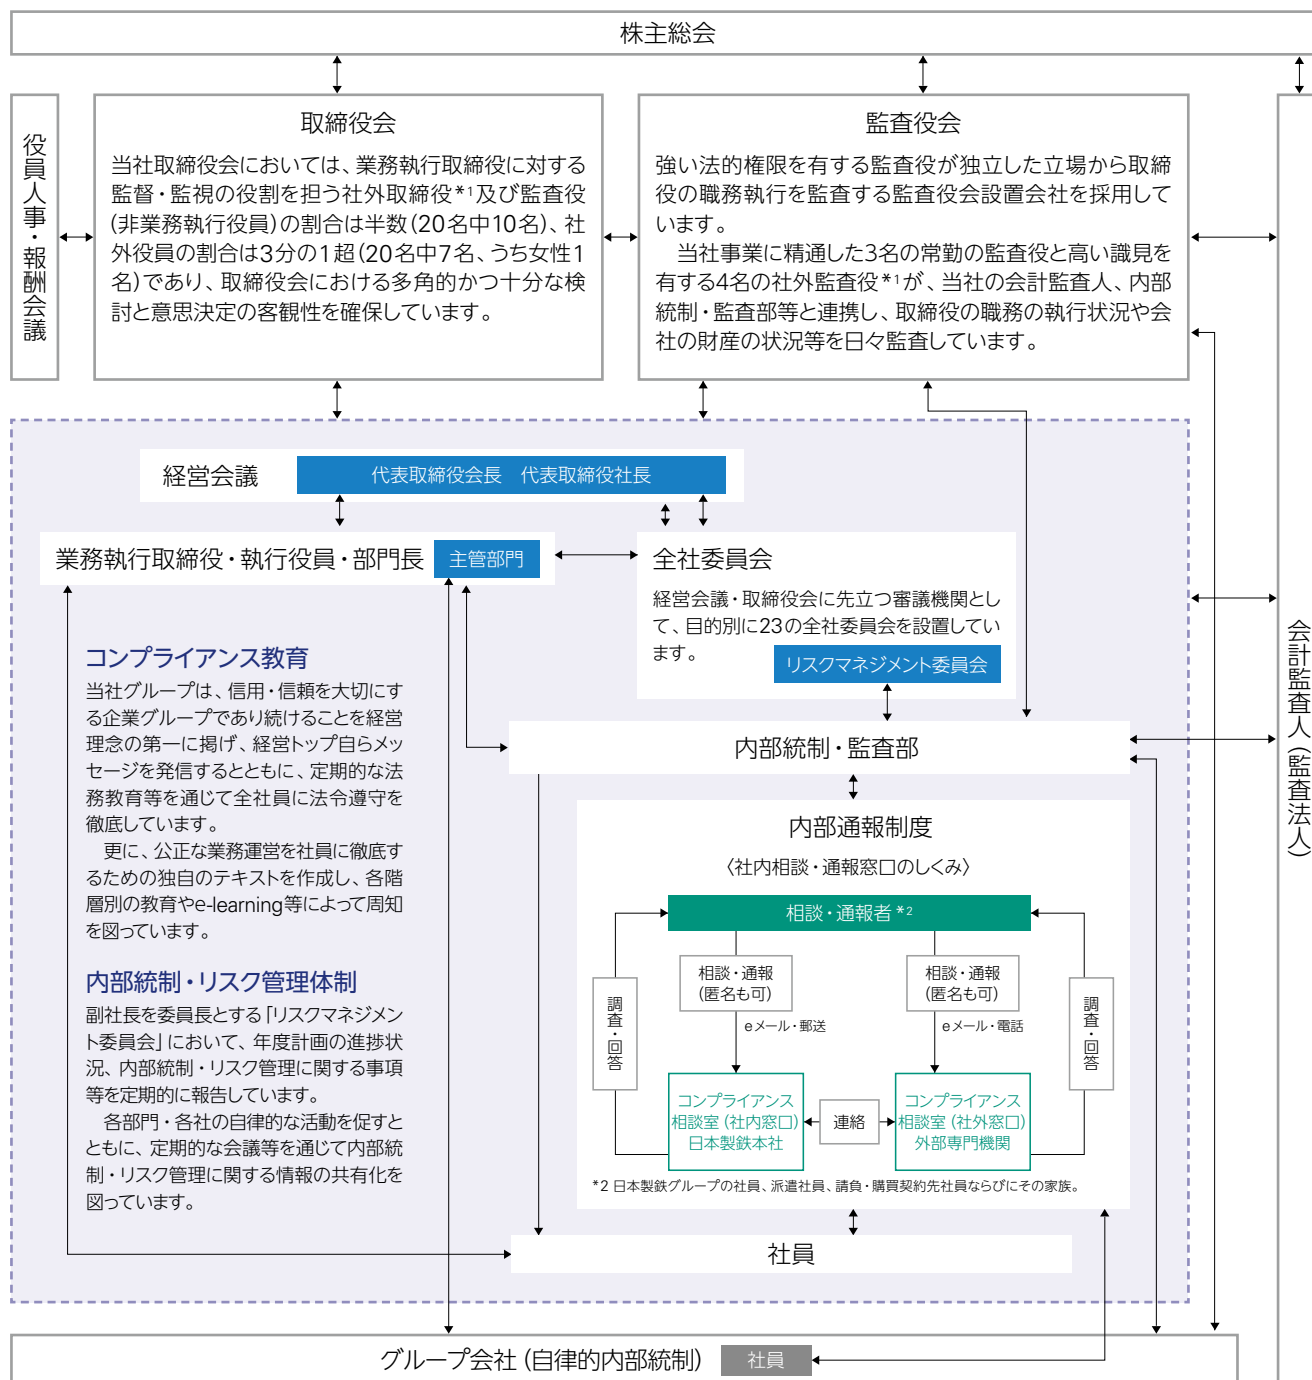 株主総会
役員人事・報酬会議
取締役会
当社取締役会においては、業務執行取締役に対する
監督・監視の役割を担う社外取締役*1及び監査役
(非業務執行役員)の割合は半数(20名中10名)、社
外役員の割合は3分の1超(20名中7名、うち女性1
名)であり、取締役会における多角的かつ十分な検
討と意思決定の客観性を確保しています。
監査役会
強い法的権限を有する監査役が独立した立場から取締
役の職務執行を監査する監査役会設置会社を採用して
います。
　当社事業に精通した3名の常勤の監査役と高い識見を
有する4名の社外監査役*1が、当社の会計監査人、内部
統制・監査部等と連携し、取締役の職務の執行状況や会
社の財産の状況等を日々監査しています。
会計監査人(監査法人)
経営会議
代表取締役会長　代表取締役社長
業務執行取締役・執行役員・部門長
主管部門
全社委員会
経営会議・取締役会に先立つ審議機関とし
て、目的別に23の全社委員会を設置してい
ます。
リスクマネジメント委員会
コンプライアンス教育
当社グループは、信用・信頼を大切にす
る企業グループであり続けることを経営
理念の第一に掲げ、経営トップ自らメッ
セージを発信するとともに、定期的な法
務教育等を通じて全社員に法令遵守を
徹底しています。
　更に、公正な業務運営を社員に徹底す
るための独自のテキストを作成し、各階
層別の教育やe-learning等によって周知
を図っています。
内部統制・リスク管理体制
副社長を委員長とする「リスクマネジメン
ト委員会」において、年度計画の進捗状
況、内部統制・リスク管理に関する事項
等を定期的に報告しています。
　各部門・各社の自律的な活動を促すと
ともに、定期的な会議等を通じて内部統
制・リスク管理に関する情報の共有化を
図っています。
内部統制・監査部
内部通報制度
〈社内相談・通報窓口のしくみ〉
相談・通報者*2
相談・通報
(匿名も可)
相談・通報
(匿名も可)
eメール・郵送
eメール・電話
調査・回答
調査・回答
コンプライアンス
相談室(社内窓口)
日本製鉄本社
連絡
コンプライアンス
相談室(社外窓口)
外部専門機関
*2 日本製鉄グループの社員、派遣社員、請負・購買契約先社員ならびにその家族。
社員
グループ会社(自律的内部統制)
社員